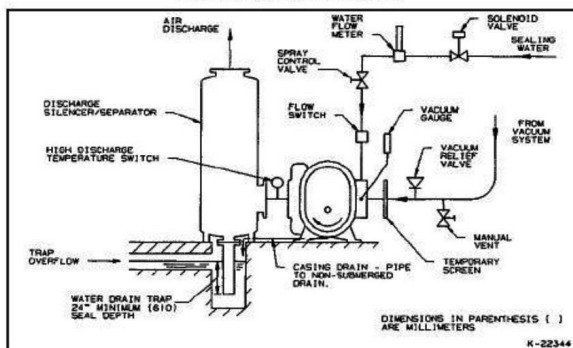 AIR
DISCHARGE
WATER
FLOW
METER
SOLENOID
VALVE
SEALING
WATER
SPRAY
CONTROL
VALVE
DISCHARGE
SILENCER/SEPARATOR
FLOW
SWITCH
VACUUM
GAUGE
FROM
VACUUM
SYSTEM
HIGH DISCHARGE
TEMPERATURE SWITCH
VACUUM
RELIEF
VALVE
MANUAL
VENT
TRAP
OVERFLOW
CASING DRAIN - PIPE
TO NON-SUBMERGED
DRAIN.
TEMPORARY
SCREEN
WATER DRAIN TRAP
24" MINIMUM (610)
SEAL DEPTH
DIMENSIONS IN PARENTHESIS ( )
ARE MILLIMETERS
K-22344